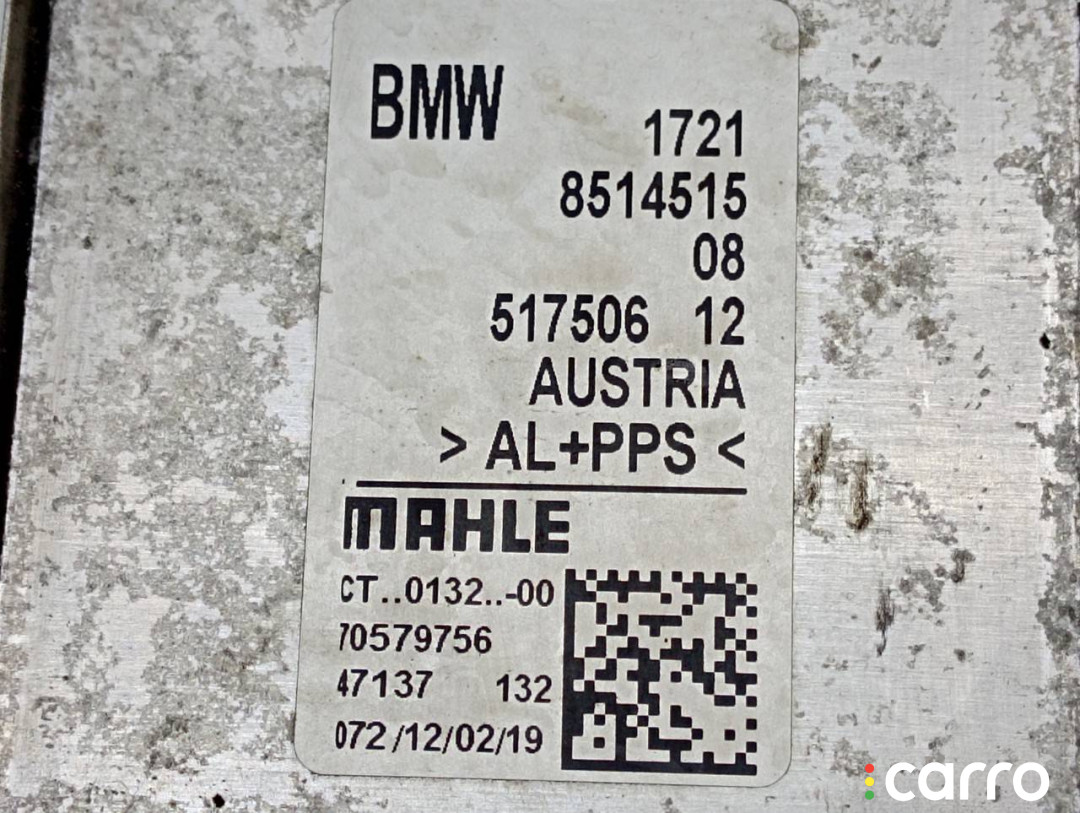 BMW
1721
8514515
08
517506 12
AUSTRIA
> AL+PPS <
MAHLE
CT..0132..-00
70579756
47137 132
072 /12/02/19
carro